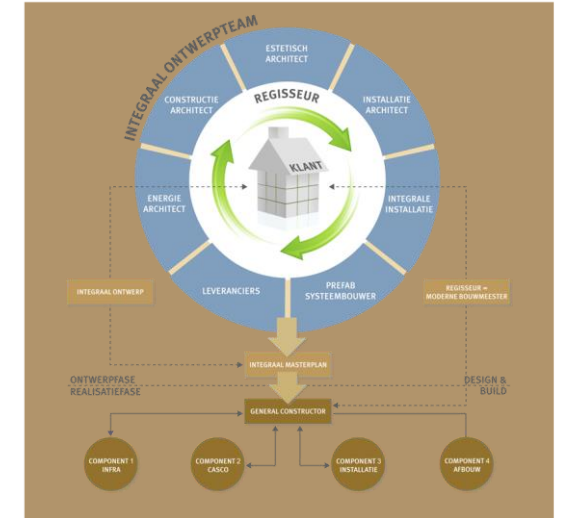 INTEGRAAL ONTWERPTEAM
ESTETISCH
ARCHITECT
CONSTRUCTIE
ARCHITECT
REGISSEUR
INSTALLATIE
ARCHITECT
KLANT
ENERGIE
ARCHITECT
INTEGRALE
INSTALLATIE
LEVERANCIERS
PREFAB
SYSTEEMBOUWER
INTEGRAAL ONTWERP
REGISSEUR =
MODERNE BOUWMEESTER
INTEGRAAL MASTERPLAN
ONTWERPFASE
REALISATIEFASE
DESIGN &
BUILD
GENERAL CONSTRUCTOR
COMPONENT 1
INFRA
COMPONENT 2
CASCO
COMPONENT 3
INSTALLATIE
COMPONENT 4
AFBOUW